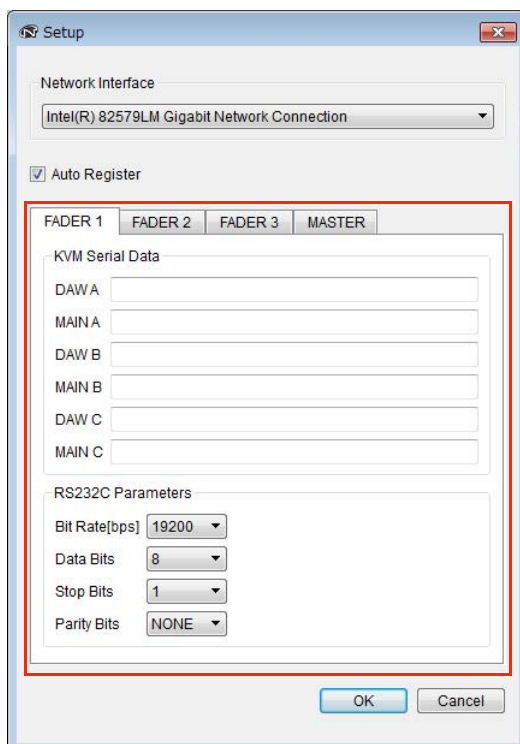 Setup
Network Interface
Intel(R) 82579LM Gigabit Network Connection
Auto Register
FADER 1 FADER 2 FADER 3 MASTER
KVM Serial Data
DAW A
MAIN A
DAW B
MAIN B
DAW C
MAIN C
RS232C Parameters
Bit Rate[bps] 19200
Data Bits 8
Stop Bits 1
Parity Bits NONE
OK Cancel